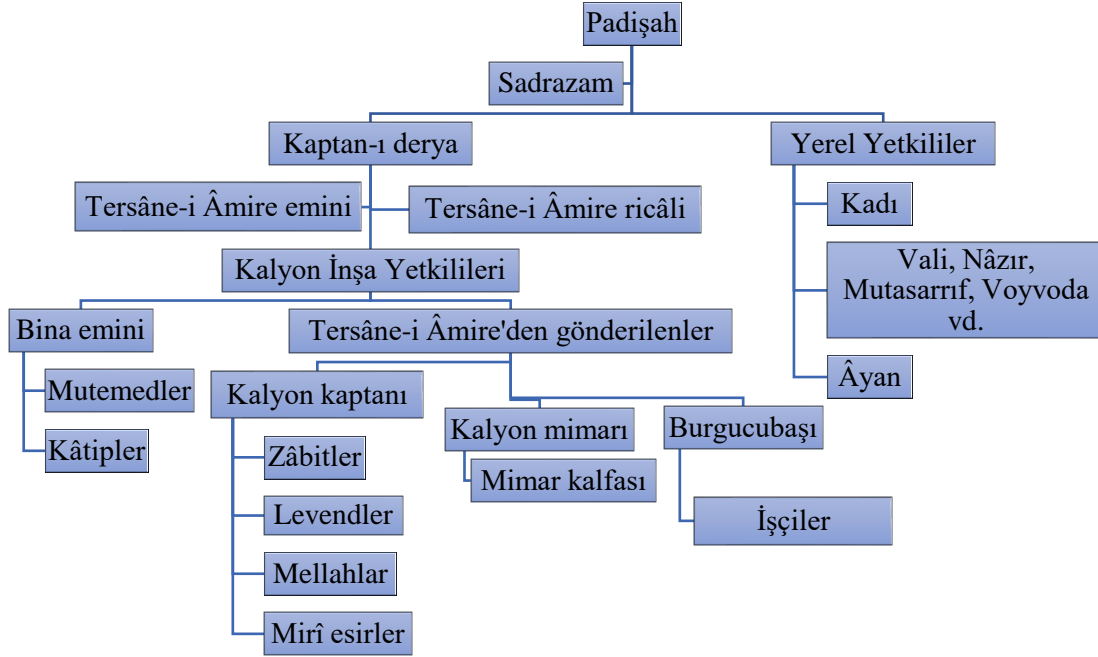 Padişah
Sadrazam
Kaptan-ı derya
Yerel Yetkililer
Tersâne-i Âmire emini
Tersâne-i Âmire ricâli
Kadı
Kalyon İnşa Yetkilileri
Vali, Nâzır,
Mutasarrıf, Voyvoda
vd.
Bina emini
Tersâne-i Âmire'den gönderilenler
Âyan
Mutemedler
Kâtipler
Kalyon kaptanı
Kalyon mimarı
Burgucubaşı
Zâbitler
Mimar kalfası
Levendler
İşçiler
Mellahlar
Mirî esirler